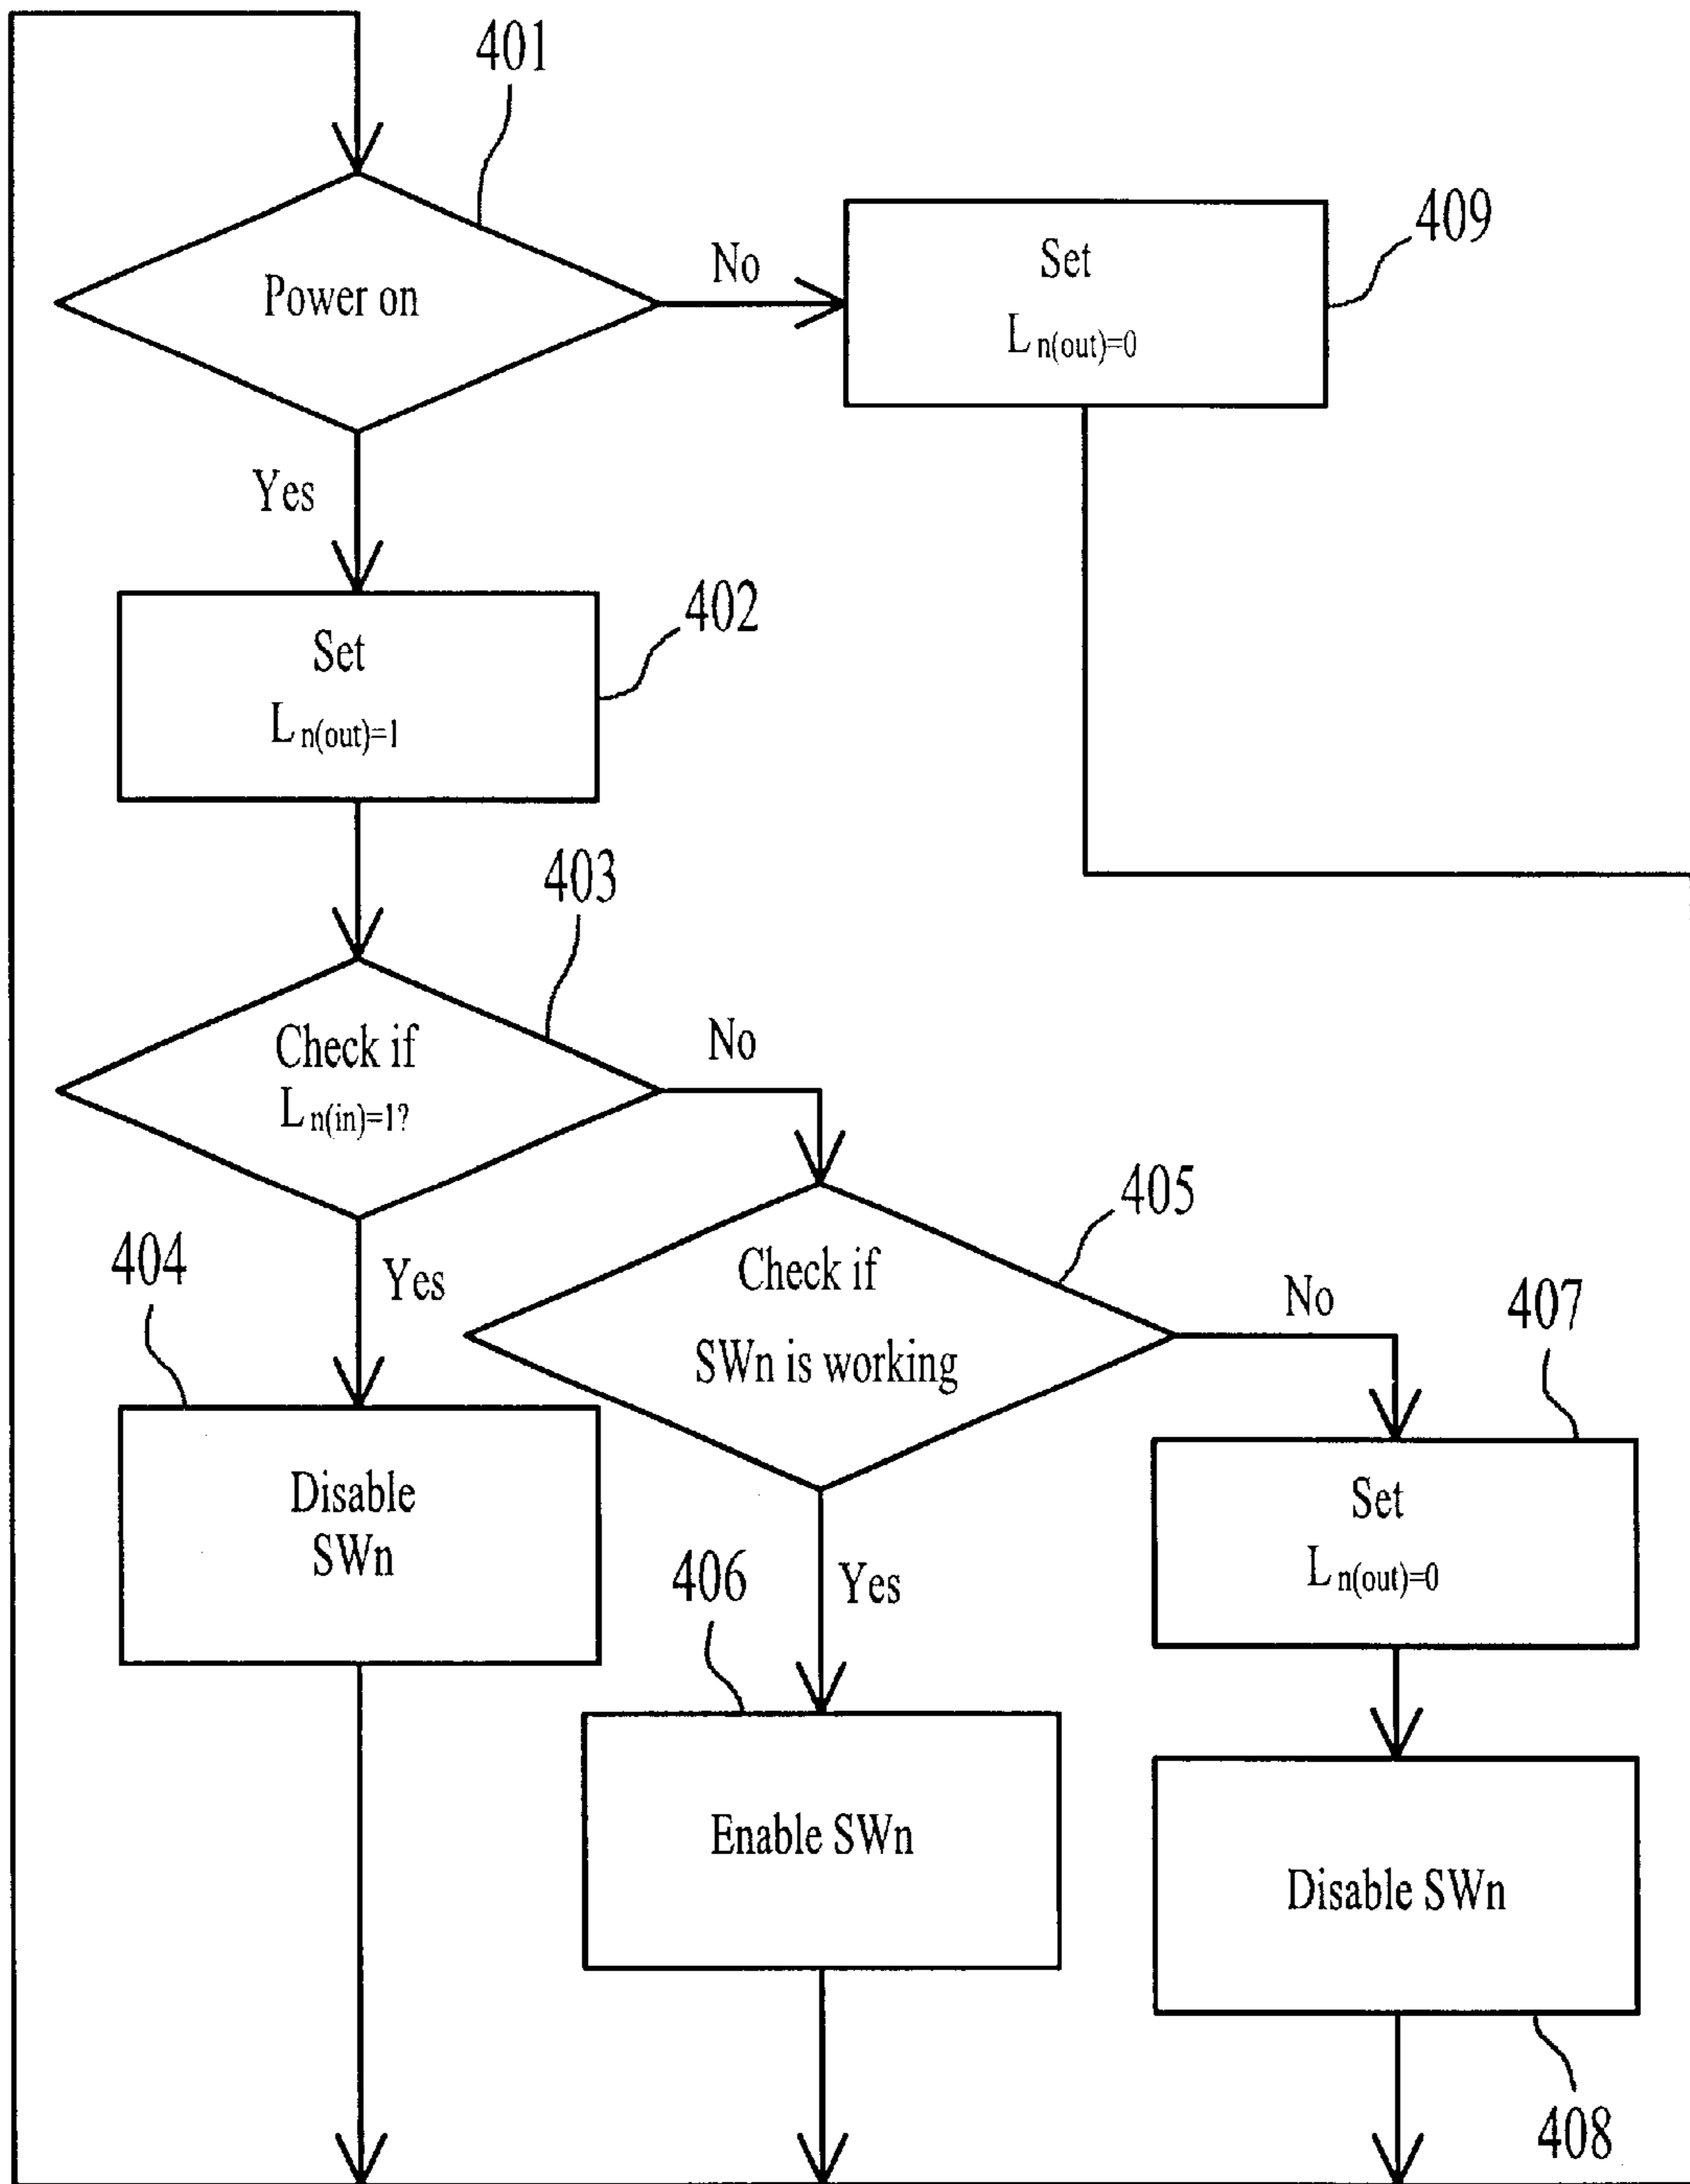 401
Power on
No
Set
L n(out)=0
409
Yes
Set
L n(out)=1
402
403
Check if
L n(in)=1?
No
405
Check if
SWn is working
No
407
404
Yes
Disable
SWn
Set
L n(out)=0
406
Yes
Enable SWn
Disable SWn
408